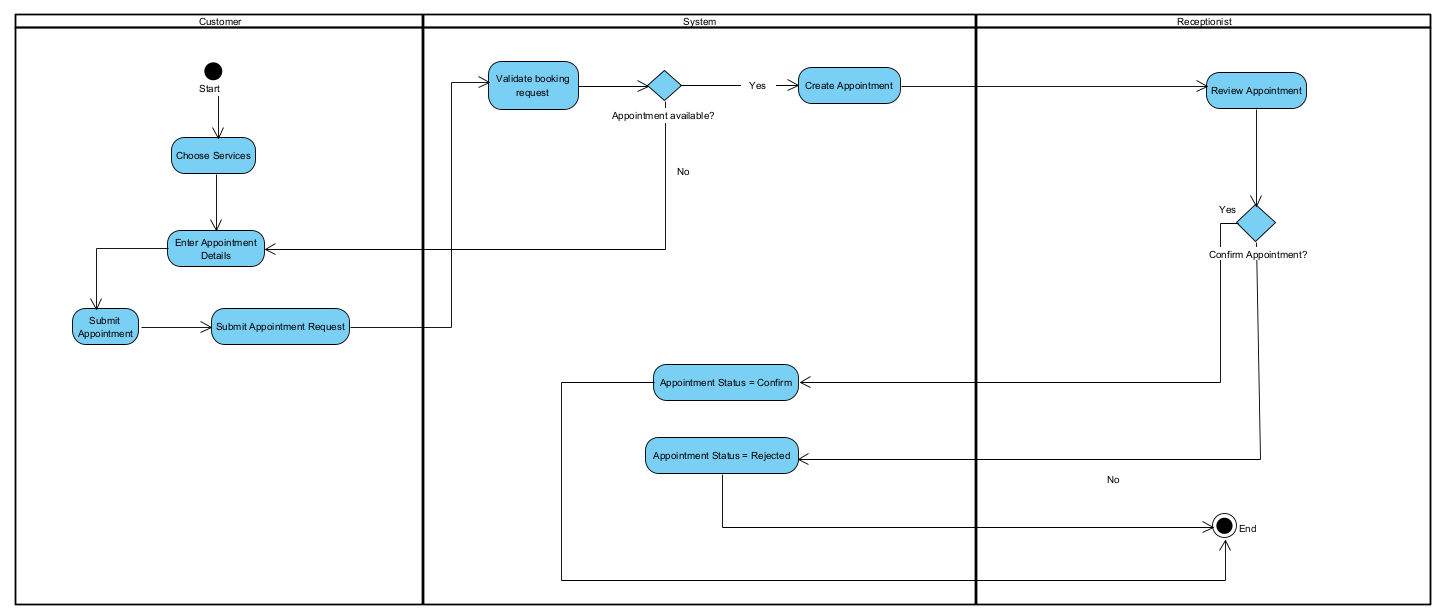 Customer
System
Receptionist
Start
Choose Services
Enter Appointment
Details
Submit
Appointment
Submit Appointment Request
Validate booking
request
Appointment available?
Yes
No
Create Appointment
Review Appointment
Yes
Confirm Appointment?
Appointment Status = Confirm
Appointment Status = Rejected
No
End